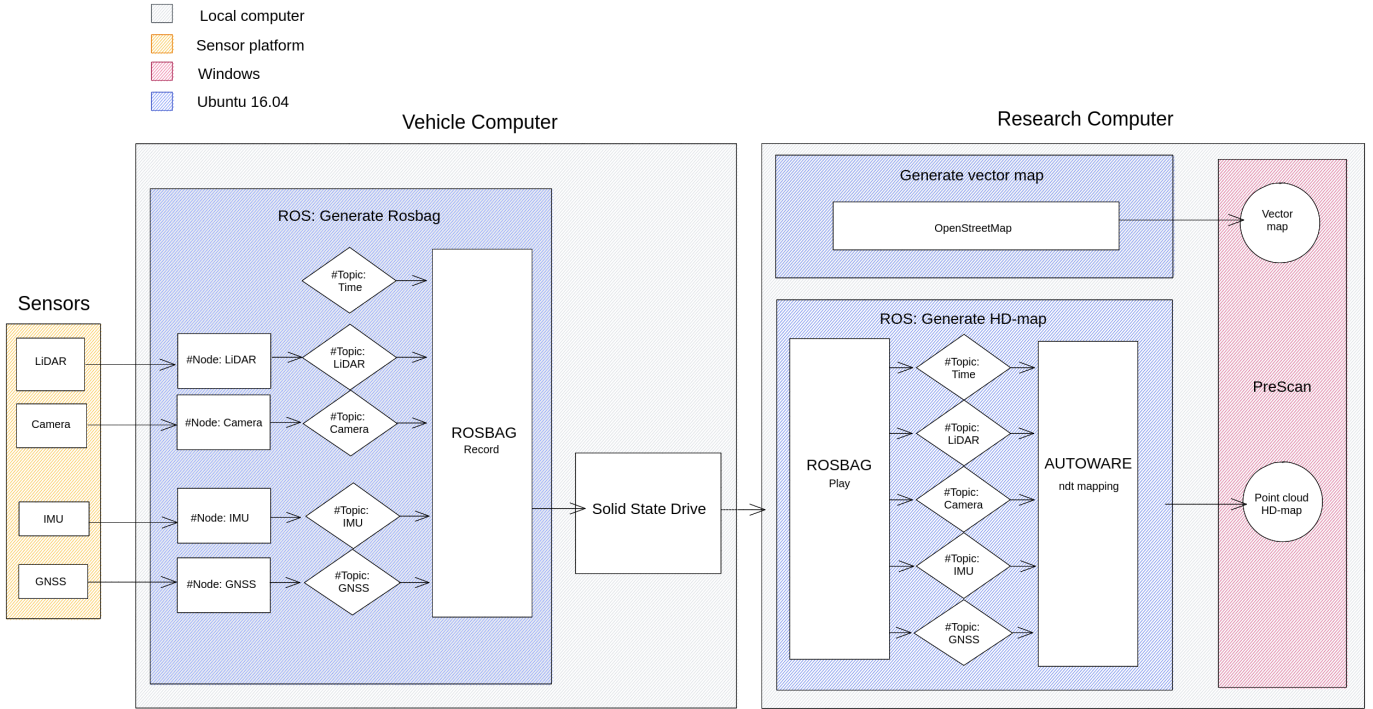 Local computer
Sensor platform
Windows
Ubuntu 16.04
Vehicle Computer
Research Computer
Sensors
LiDAR
Camera
IMU
GNSS
ROS: Generate Rosbag
#Topic:
Time
#Node: LiDAR
#Topic:
LiDAR
#Node: Camera
#Topic:
Camera
#Node: IMU
#Topic:
IMU
#Node: GNSS
#Topic:
GNSS
ROSBAG
Record
Solid State Drive
Generate vector map
OpenStreetMap
ROS: Generate HD-map
ROSBAG
Play
#Topic:
Time
#Topic:
LiDAR
#Topic:
Camera
#Topic:
IMU
#Topic:
GNSS
AUTOWARE
ndt mapping
Vector
map
PreScan
Point cloud
HD-map